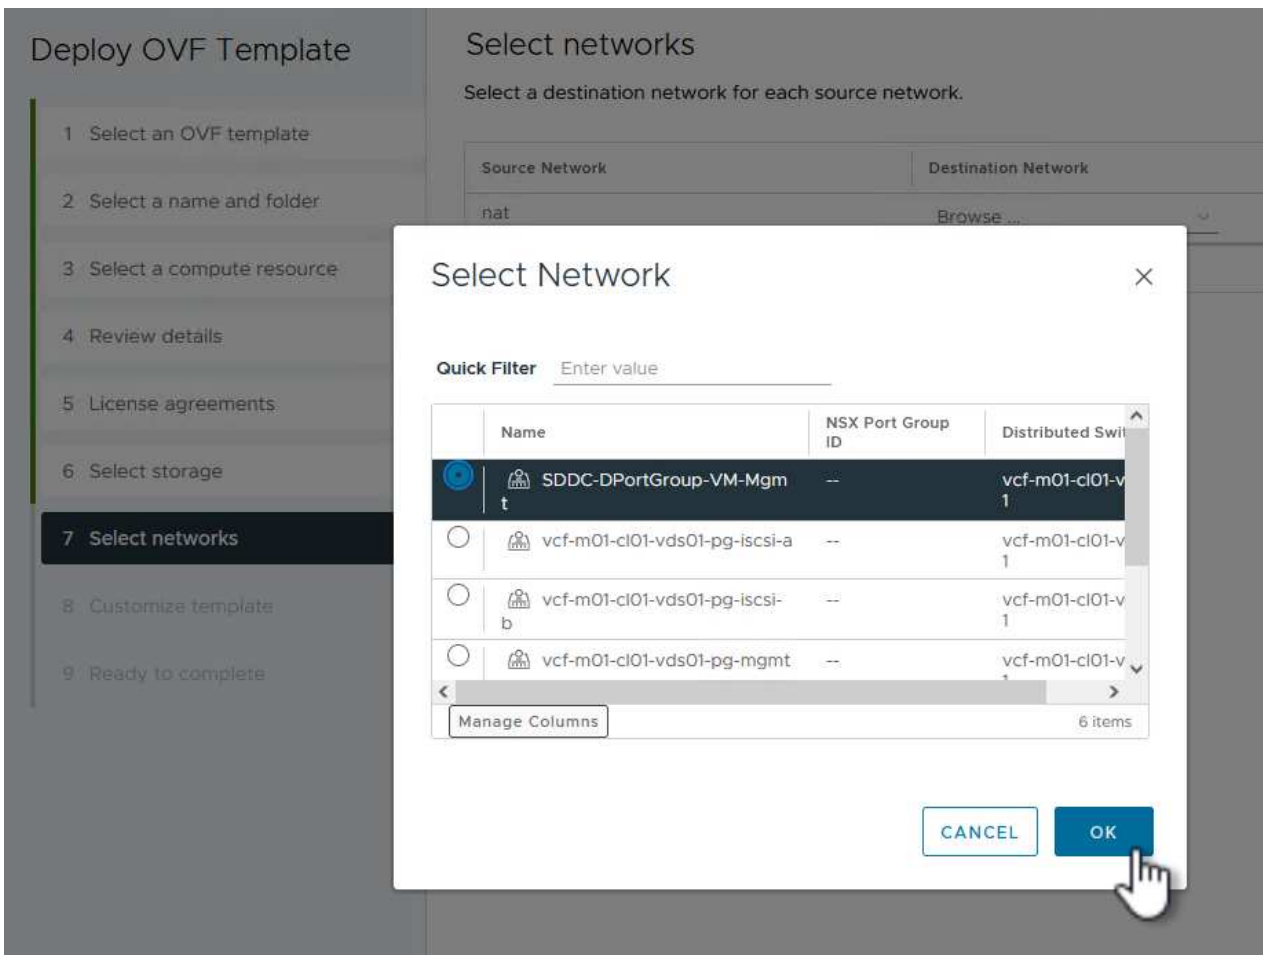 Deploy OVF Template
1 Select an OVF template
2 Select a name and folder
3 Select a compute resource
4 Review details
5 License agreements
6 Select storage
7 Select networks
8 Customize template
9 Ready to complete
Select networks
Select a destination network for each source network.
Source Network Destination Network
nat Browse ...
Select Network
Quick Filter Enter value
Name NSX Port Group ID Distributed Swi
SDDC-DPortGroup-VM-Mgm -- vcf-m01-cl01-v
t 1
vcf-m01-cl01-vds01-pg-iscsi-a -- vcf-m01-cl01-v
1
vcf-m01-cl01-vds01-pg-iscsi- -- vcf-m01-cl01-v
b 1
vcf-m01-cl01-vds01-pg-mgmt -- vcf-m01-cl01-v
Manage Columns 6 items
CANCEL OK